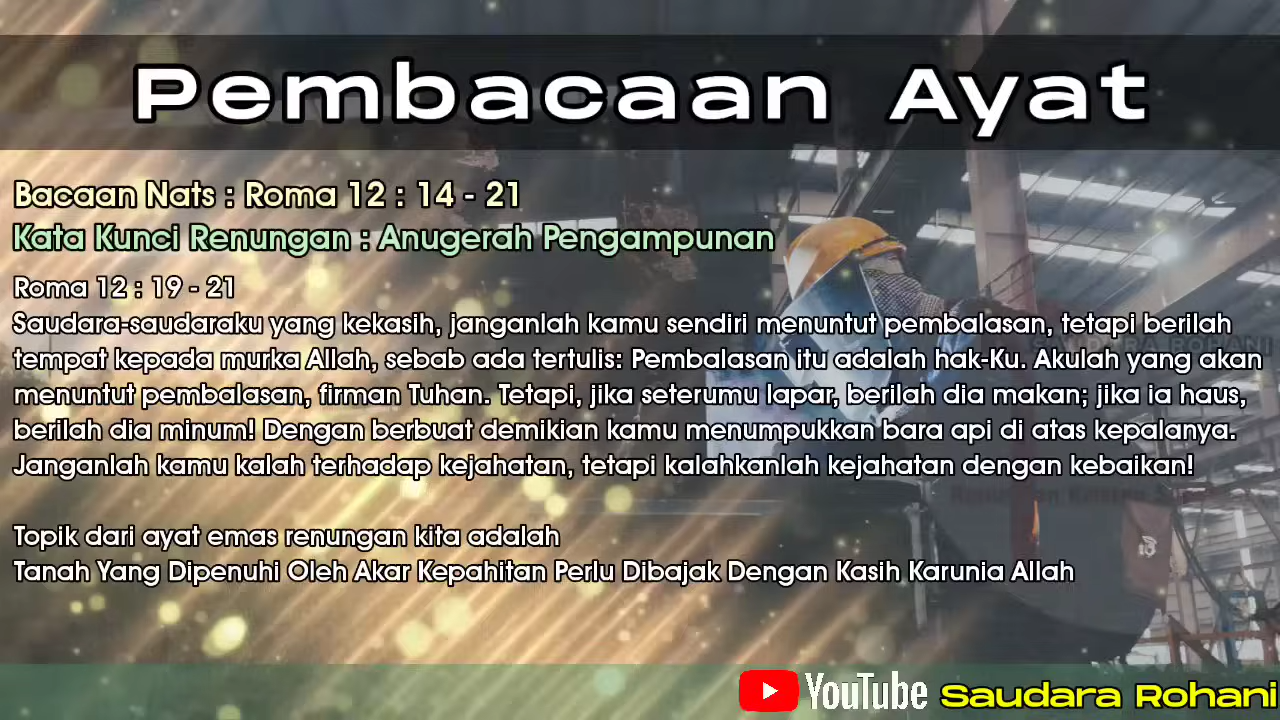 Pembacaan Ayat
Bacaan Nats : Roma 12 : 14 - 21
Kata Kunci Renungan : Anugerah Pengampunan
Roma 12 : 19 - 21
Saudara-saudaraku yang kekasih, janganlah kamu sendiri menuntut pembalasan, tetapi berilah
tempat kepada murka Allah, sebab ada tertulis: Pembalasan itu adalah hak-Ku. Akulah yang akan
menuntut pembalasan, firman Tuhan. Tetapi, jika seterumu lapar, berilah dia makan; jika ia haus,
berilah dia minum! Dengan berbuat demikian kamu menumpukkan bara api di atas kepalanya.
Janganlah kamu kalah terhadap kejahatan, tetapi kalahkanlah kejahatan dengan kebaikan!
Topik dari ayat emas renungan kita adalah
Tanah Yang Dipenuhi Oleh Akar Kepahitan Perlu Dibajak Dengan Kasih Karunia Allah
SAUDARA ROHANI
YouTube Saudara Rohani